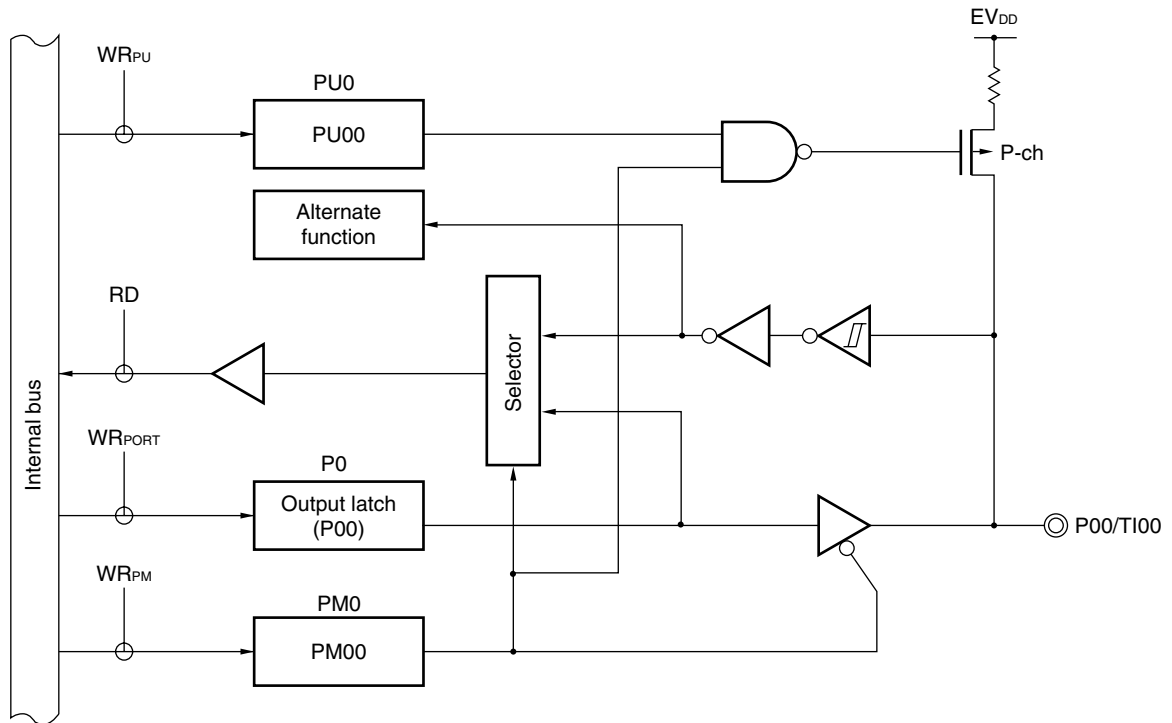 EVDD
WRPU
PU0
PU00
P-ch
Alternate
function
RD
Selector
Internal bus
WRPORT
P0
Output latch
(P00)
P00/TI00
WRPM
PM0
PM00